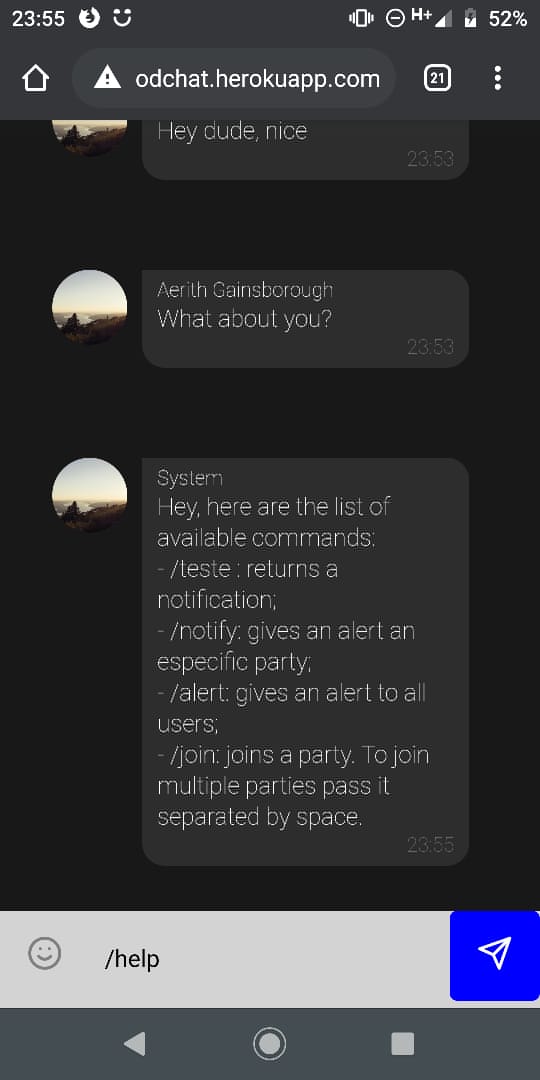 23:55 H+ 52%
odchat.herokuapp.com 21
Hey dude, nice
23:53
Aerith Gainsborough
What about you?
23:53
System
Hey, here are the list of
available commands:
- /teste : returns a
notification;
- /notify: gives an alert an
especific party;
- /alert: gives an alert to all
users;
- /join: joins a party. To join
multiple parties pass it
separated by space.
23:55
/help